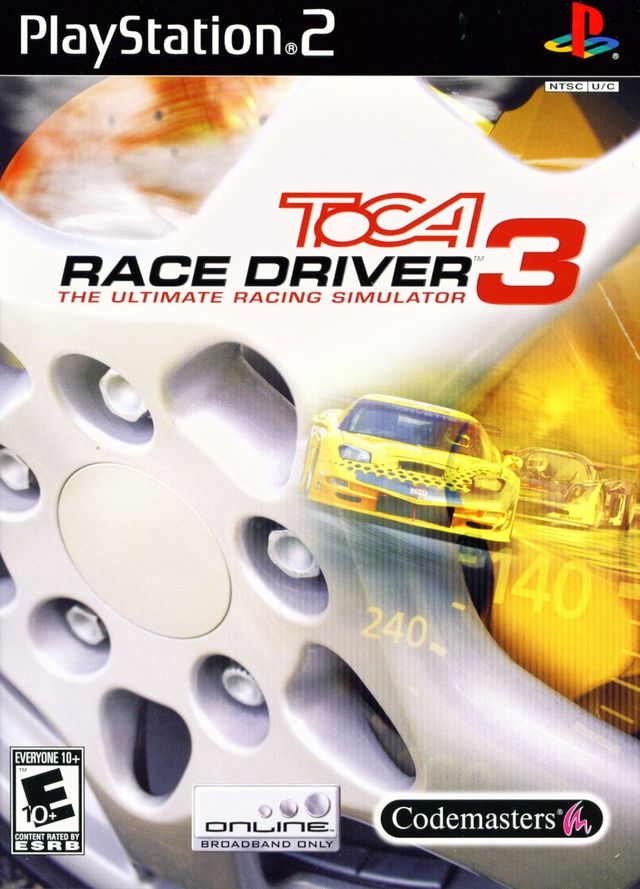 PlayStation®2
NTSC U/C
TOCA
RACE DRIVER™ 3
THE ULTIMATE RACING SIMULATOR
140
240
EVERYONE 10+
E
10+
™
CONTENT RATED BY
ESRB
ONLINE
BROADBAND ONLY
Codemasters®